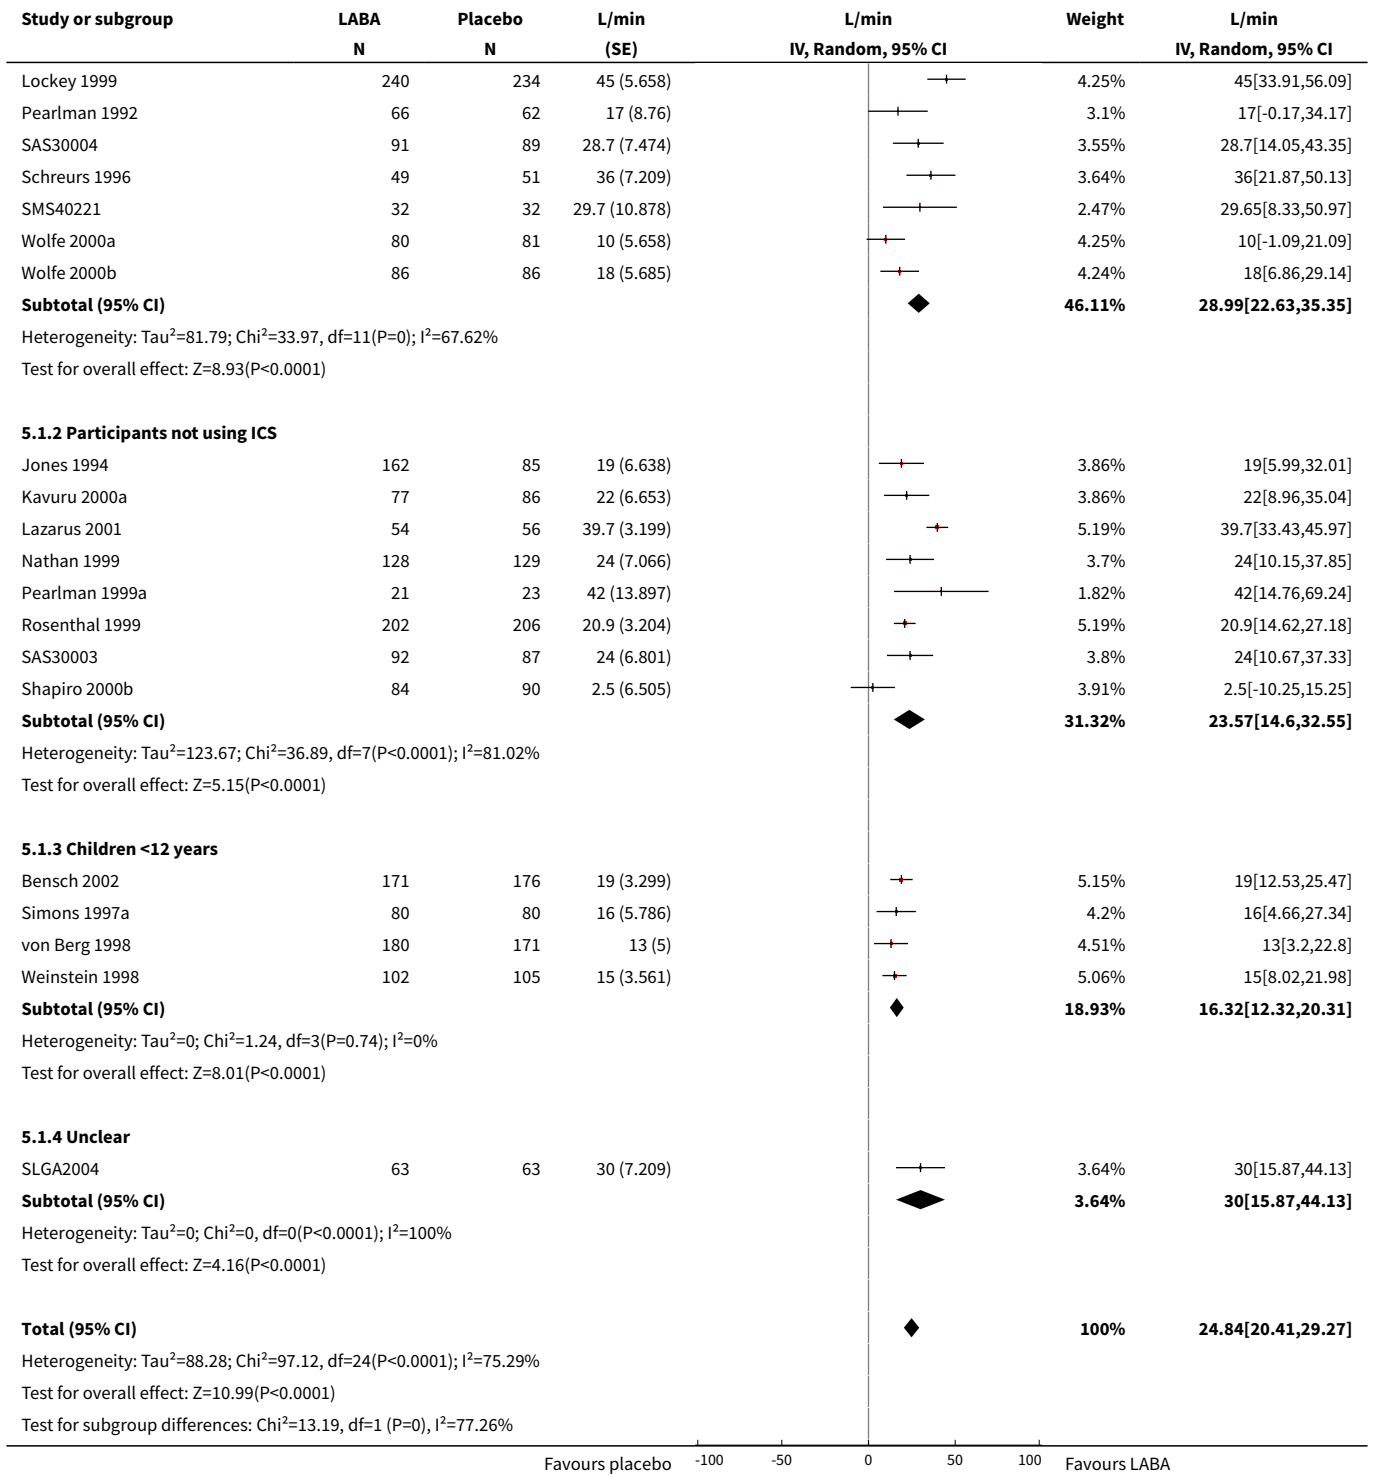 Study or subgroup LABA Placebo L/min L/min Weight L/min
N N (SE) IV, Random, 95% CI IV, Random, 95% CI
Lockey 1999 240 234 45 (5.658) 4.25% 45[33.91,56.09]
Pearlman 1992 66 62 17 (8.76) 3.1% 17[-0.17,34.17]
SAS30004 91 89 28.7 (7.474) 3.55% 28.7[14.05,43.35]
Schreurs 1996 49 51 36 (7.209) 3.64% 36[21.87,50.13]
SMS40221 32 32 29.7 (10.878) 2.47% 29.65[8.33,50.97]
Wolfe 2000a 80 81 10 (5.658) 4.25% 10[-1.09,21.09]
Wolfe 2000b 86 86 18 (5.685) 4.24% 18[6.86,29.14]
Subtotal (95% CI) 46.11% 28.99[22.63,35.35]
Heterogeneity: Tau²=81.79; Chi²=33.97, df=11(P=0); I²=67.62%
Test for overall effect: Z=8.93(P<0.0001)
5.1.2 Participants not using ICS
Jones 1994 162 85 19 (6.638) 3.86% 19[5.99,32.01]
Kavuru 2000a 77 86 22 (6.653) 3.86% 22[8.96,35.04]
Lazarus 2001 54 56 39.7 (3.199) 5.19% 39.7[33.43,45.97]
Nathan 1999 128 129 24 (7.066) 3.7% 24[10.15,37.85]
Pearlman 1999a 21 23 42 (13.897) 1.82% 42[14.76,69.24]
Rosenthal 1999 202 206 20.9 (3.204) 5.19% 20.9[14.62,27.18]
SAS30003 92 87 24 (6.801) 3.8% 24[10.67,37.33]
Shapiro 2000b 84 90 2.5 (6.505) 3.91% 2.5[-10.25,15.25]
Subtotal (95% CI) 31.32% 23.57[14.6,32.55]
Heterogeneity: Tau²=123.67; Chi²=36.89, df=7(P<0.0001); I²=81.02%
Test for overall effect: Z=5.15(P<0.0001)
5.1.3 Children <12 years
Bensch 2002 171 176 19 (3.299) 5.15% 19[12.53,25.47]
Simons 1997a 80 80 16 (5.786) 4.2% 16[4.66,27.34]
von Berg 1998 180 171 13 (5) 4.51% 13[3.2,22.8]
Weinstein 1998 102 105 15 (3.561) 5.06% 15[8.02,21.98]
Subtotal (95% CI) 18.93% 16.32[12.32,20.31]
Heterogeneity: Tau²=0; Chi²=1.24, df=3(P=0.74); I²=0%
Test for overall effect: Z=8.01(P<0.0001)
5.1.4 Unclear
SLGA2004 63 63 30 (7.209) 3.64% 30[15.87,44.13]
Subtotal (95% CI) 3.64% 30[15.87,44.13]
Heterogeneity: Tau²=0; Chi²=0, df=0(P<0.0001); I²=100%
Test for overall effect: Z=4.16(P<0.0001)
Total (95% CI) 100% 24.84[20.41,29.27]
Heterogeneity: Tau²=88.28; Chi²=97.12, df=24(P<0.0001); I²=75.29%
Test for overall effect: Z=10.99(P<0.0001)
Test for subgroup differences: Chi²=13.19, df=1 (P=0), I²=77.26%
Favours placebo -100 -50 0 50 100 Favours LABA